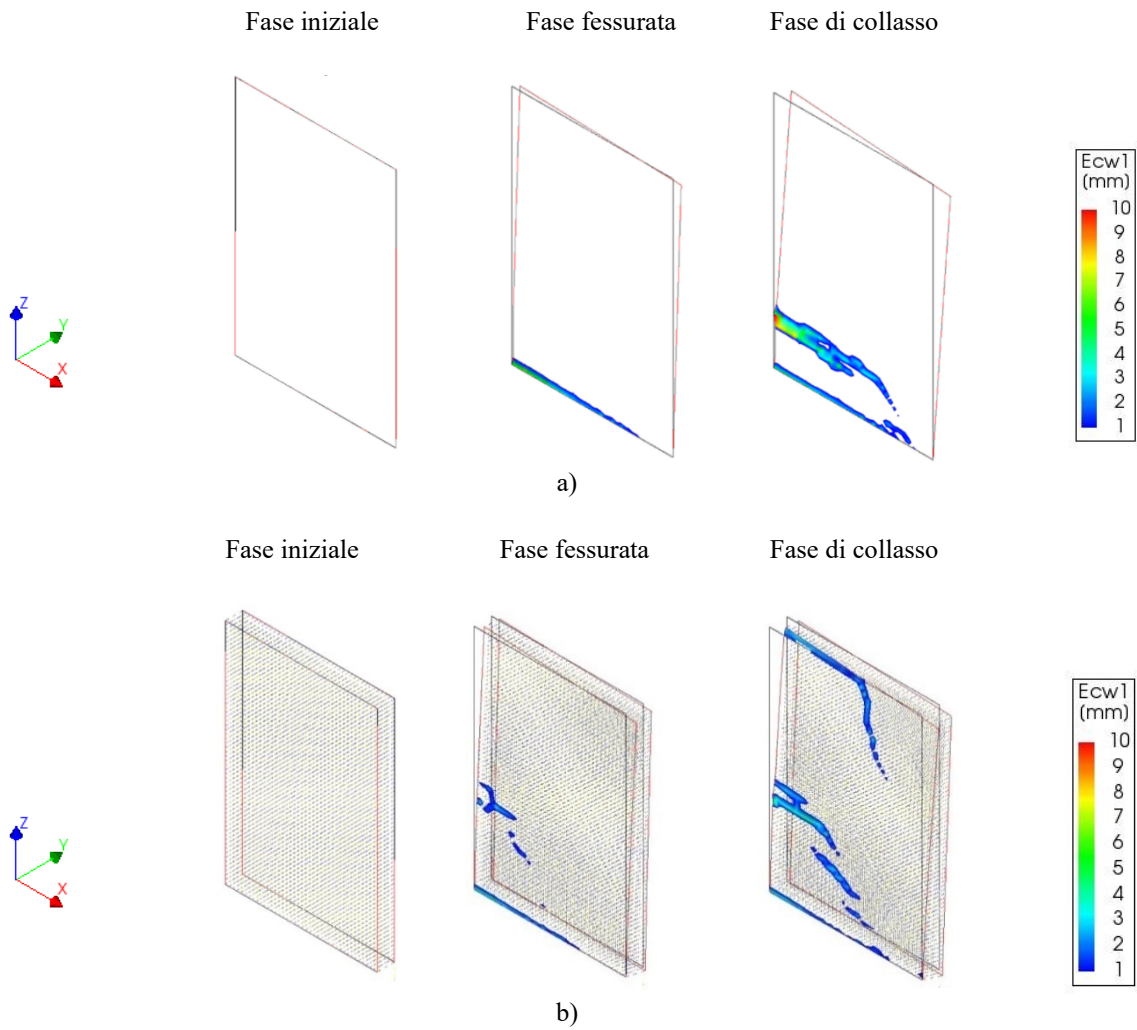 Fase iniziale Fase fessurata Fase di collasso
Ecw1
(mm)
10
9
8
7
6
5
4
3
2
1
Z
Y
X
a)
Fase iniziale Fase fessurata Fase di collasso
Ecw1
(mm)
10
9
8
7
6
5
4
3
2
1
Z
Y
X
b)